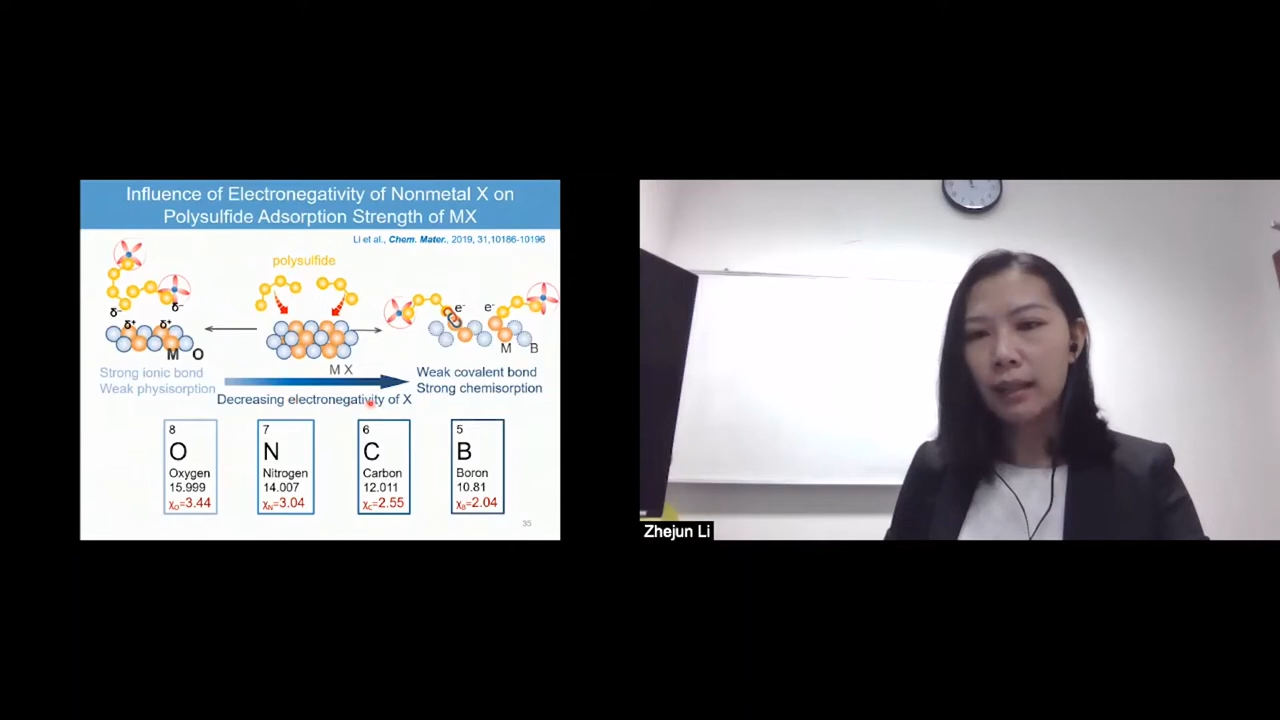 Influence of Electronegativity of Nonmetal X on
Polysulfide Adsorption Strength of MX
Li et al., Chem. Mater., 2019, 31,10186-10196
polysulfide
δ⁻ δ⁻
δ⁺ δ⁺
M O
M X
e⁻ e⁻
M B
Strong ionic bond
Weak physisorption
Decreasing electronegativity of X
Weak covalent bond
Strong chemisorption
8
O
Oxygen
15.999
χO=3.44
7
N
Nitrogen
14.007
χN=3.04
6
C
Carbon
12.011
χC=2.55
5
B
Boron
10.81
χB=2.04
35
Zhejun Li